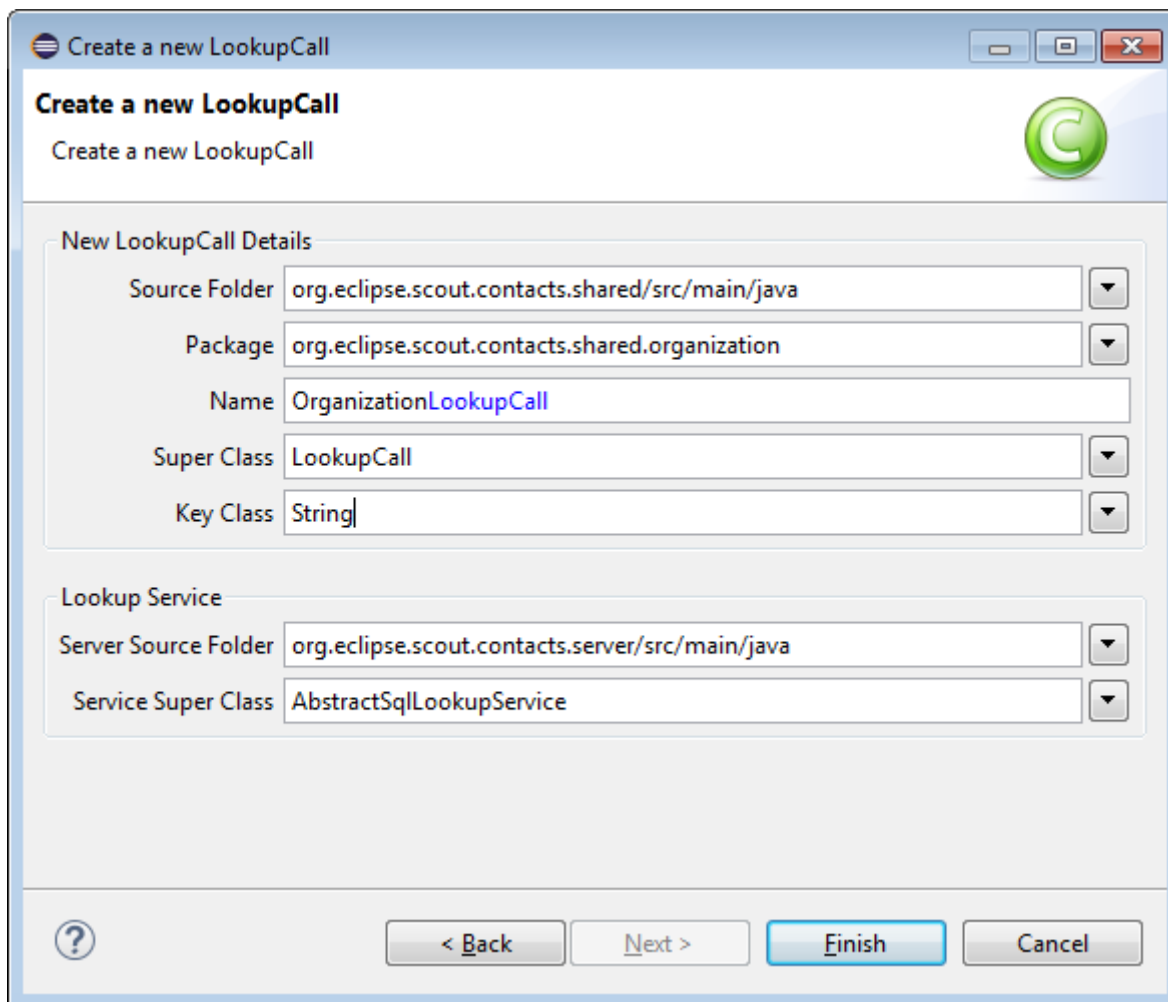 Create a new LookupCall
Create a new LookupCall
Create a new LookupCall
C
New LookupCall Details
Source Folder org.eclipse.scout.contacts.shared/src/main/java
Package org.eclipse.scout.contacts.shared.organization
Name OrganizationLookupCall
Super Class LookupCall
Key Class String
Lookup Service
Server Source Folder org.eclipse.scout.contacts.server/src/main/java
Service Super Class AbstractSqlLookupService
? < Back Next > Finish Cancel